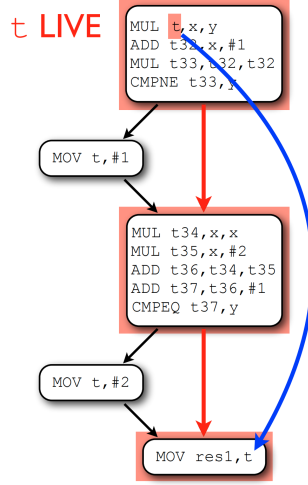 t LIVE
MUL t,x,y
ADD t32,x,#1
MUL t33,t32,t32
CMPNE t33,y
MOV t,#1
MUL t34,x,x
MUL t35,x,#2
ADD t36,t34,t35
ADD t37,t36,#1
CMPEQ t37,y
MOV t,#2
MOV res1,t